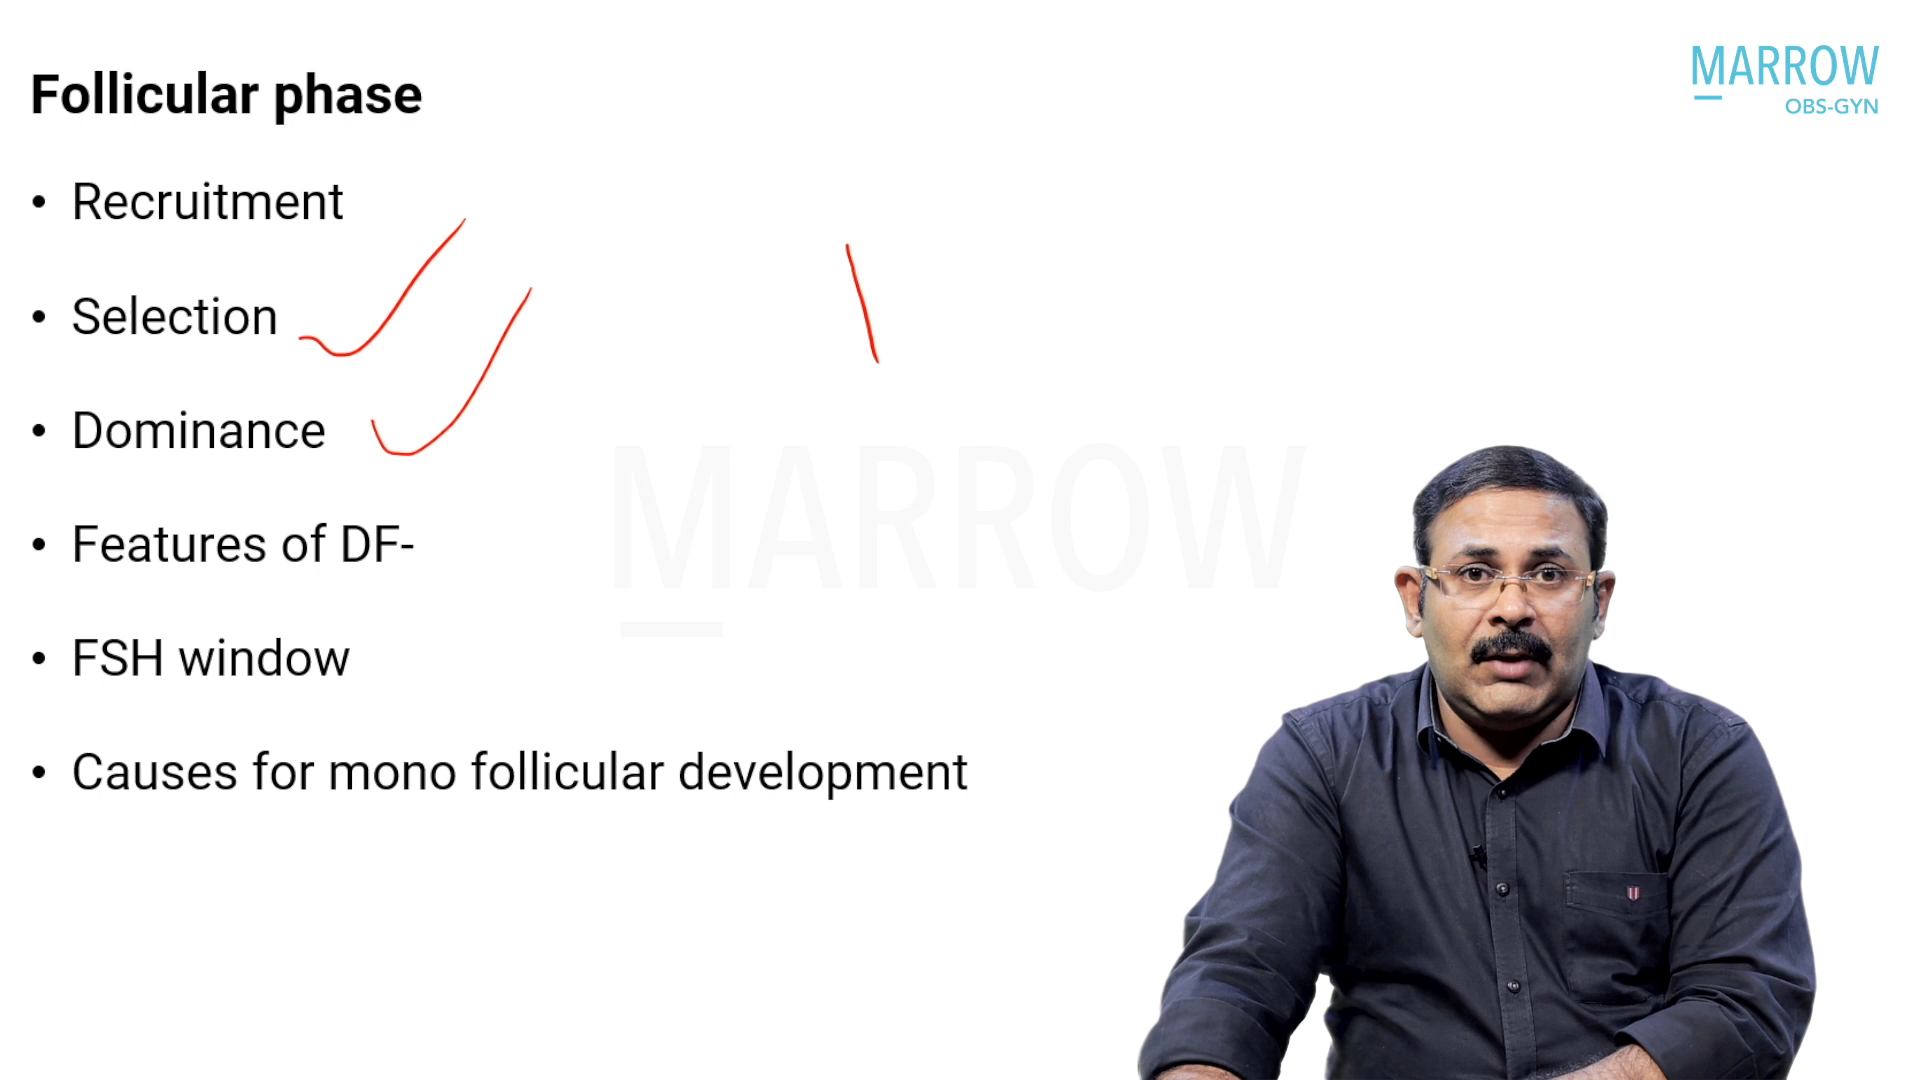 MARROW
OBS-GYN
Follicular phase
• Recruitment
• Selection
• Dominance
• Features of DF-
• FSH window
• Causes for mono follicular development
MARROW